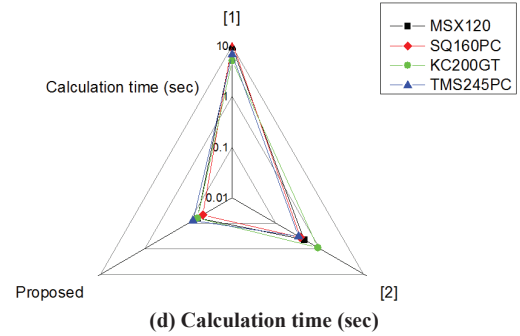 [1]
MSX120
SQ160PC
KC200GT
TMS245PC
10
Calculation time (sec)
1
0.1
0.01
Proposed
[2]
(d) Calculation time (sec)